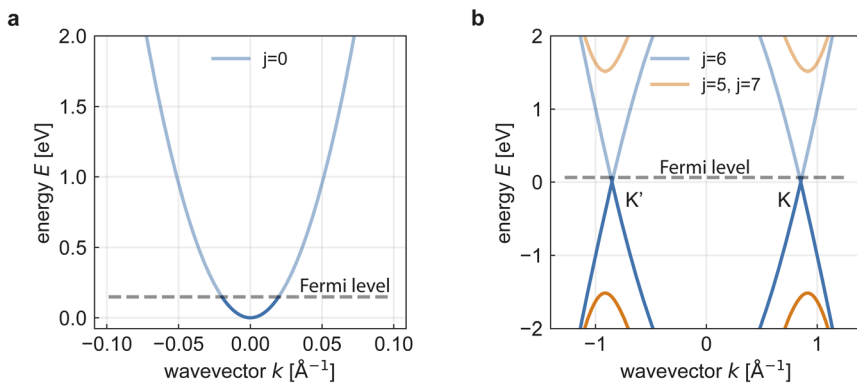 a
2.0
1.5
1.0
0.5
0.0
energy E [eV]
j=0
Fermi level
−0.10 −0.05 0.00 0.05 0.10
wavevector k [Å⁻¹]
b
2
1
0
−1
−2
energy E [eV]
j=6
j=5, j=7
Fermi level
K’ K
−1 0 1
wavevector k [Å⁻¹]